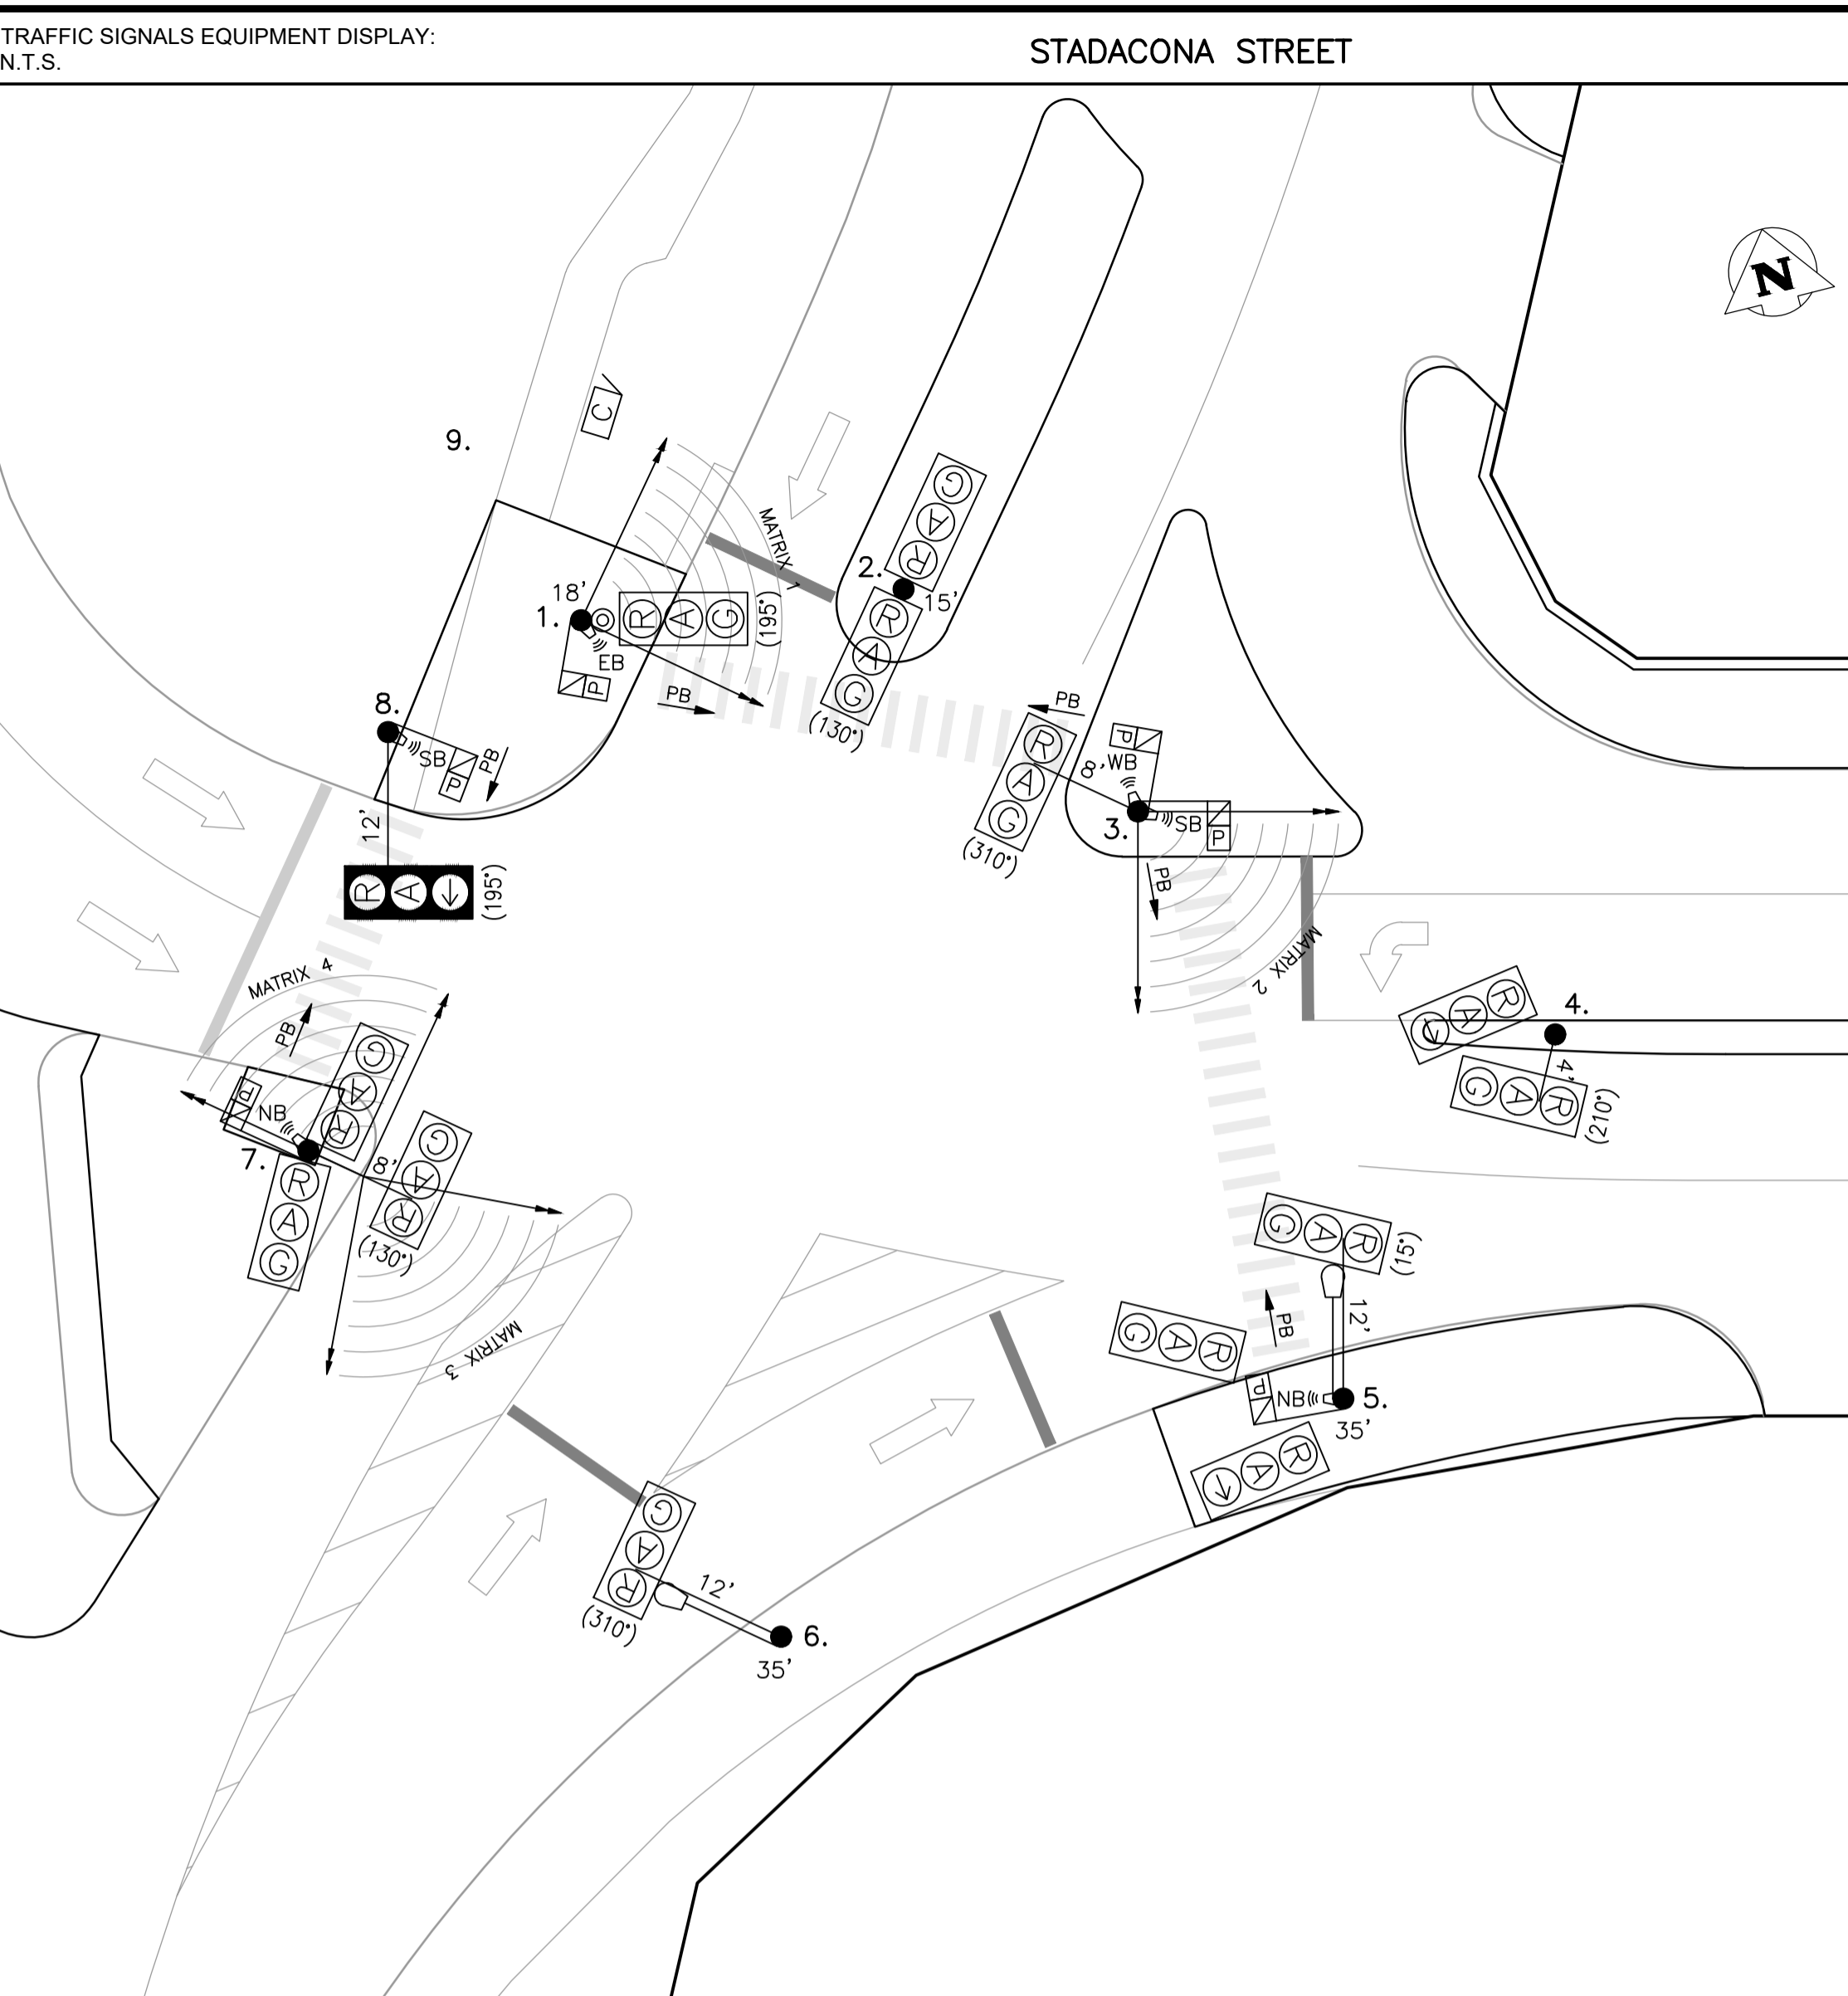 TRAFFIC SIGNALS EQUIPMENT DISPLAY:
N.T.S.
STADACONA STREET
N
9.
C
MATRIX 1
18'
1.
R A G
(195°)
EB
P
PB
2.
15'
G A R
R A G
(130°)
PB
R A G
(310°)
8'
WB
P
3.
SB
P
PB
MATRIX 2
8.
SB
P
PB
12'
R A ←
(195°)
4.
R A ←
4'
G A R
(210°)
MATRIX 4
PB
P
NB
7.
G A R
R A G
8'
G A R
(130°)
MATRIX 3
G A R
(15°)
12'
PB
G A R
P
NB
5.
35'
R A ←
G A R
(310°)
12'
6.
35'